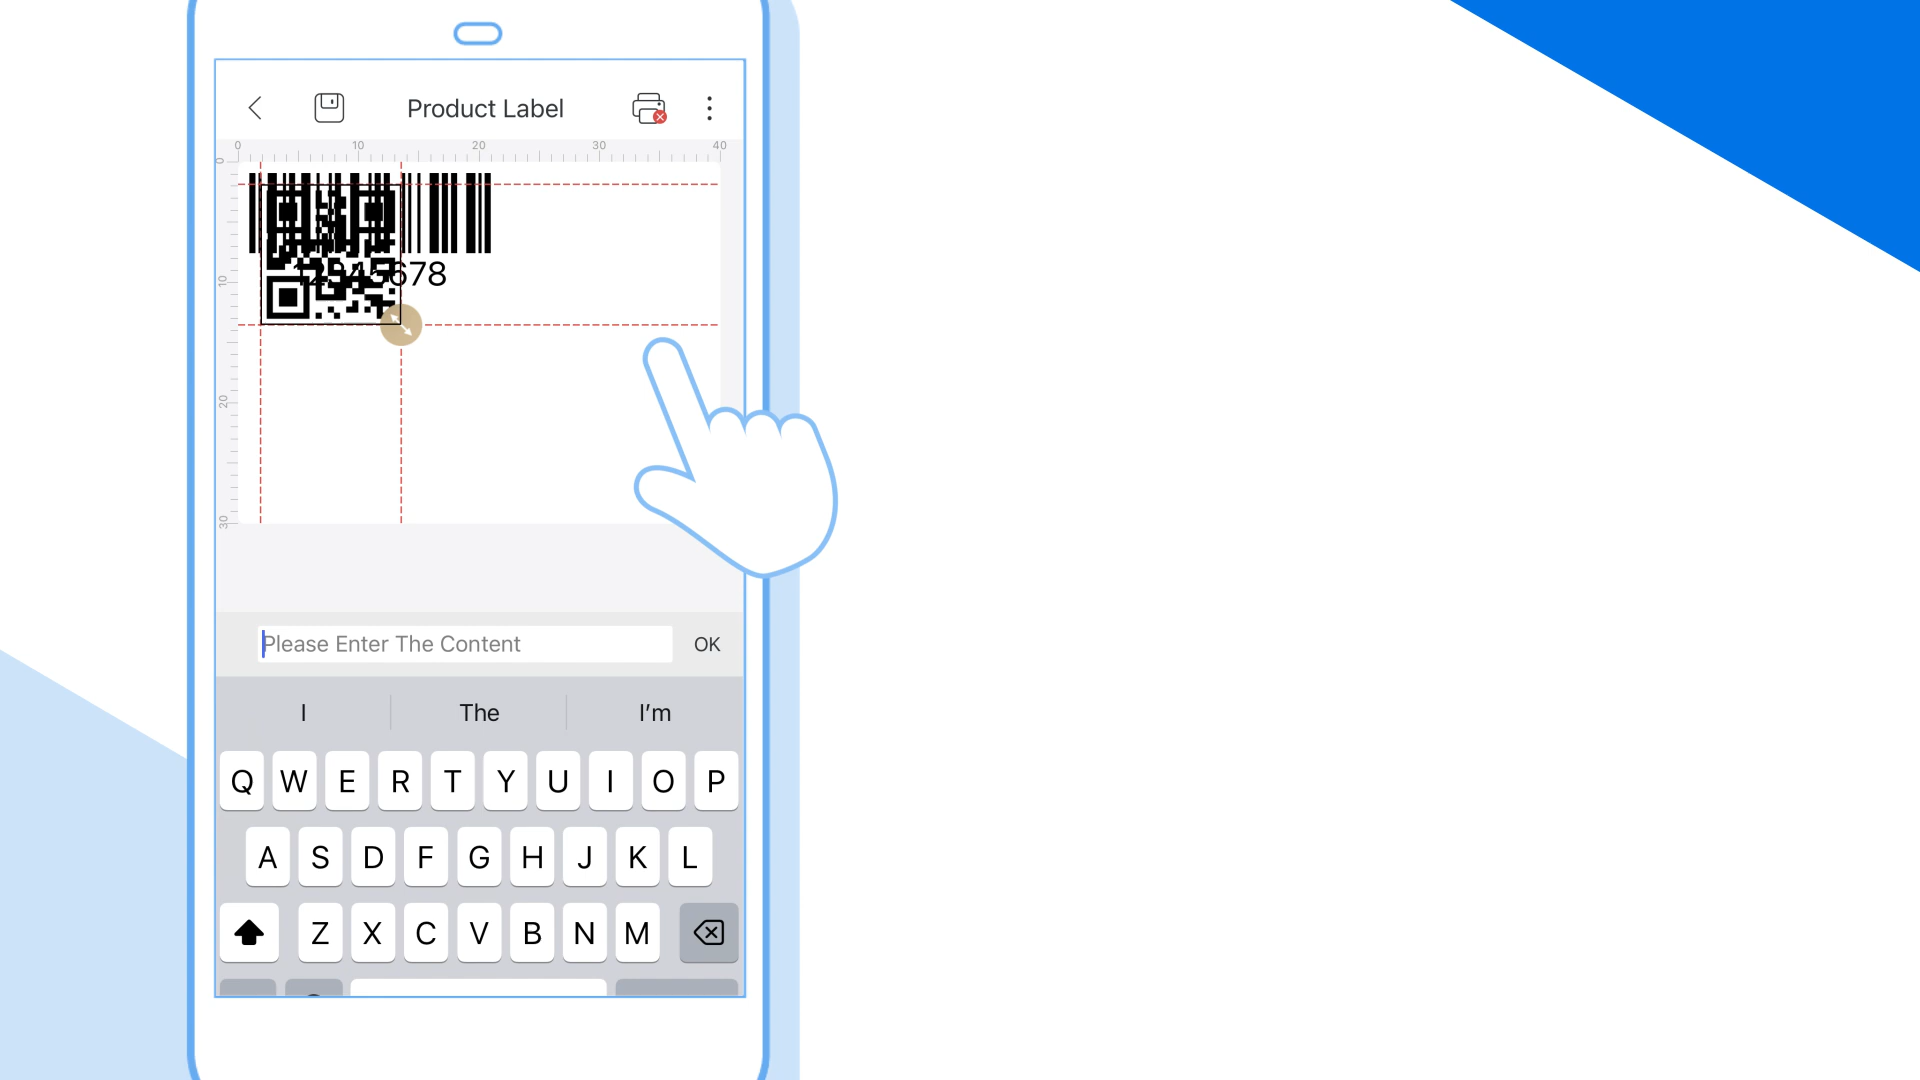 Product Label
0 10 20 30 40
0
12345678
10
20
30
Please Enter The Content OK
I The I'm
Q W E R T Y U I O P
A S D F G H J K L
Z X C V B N M